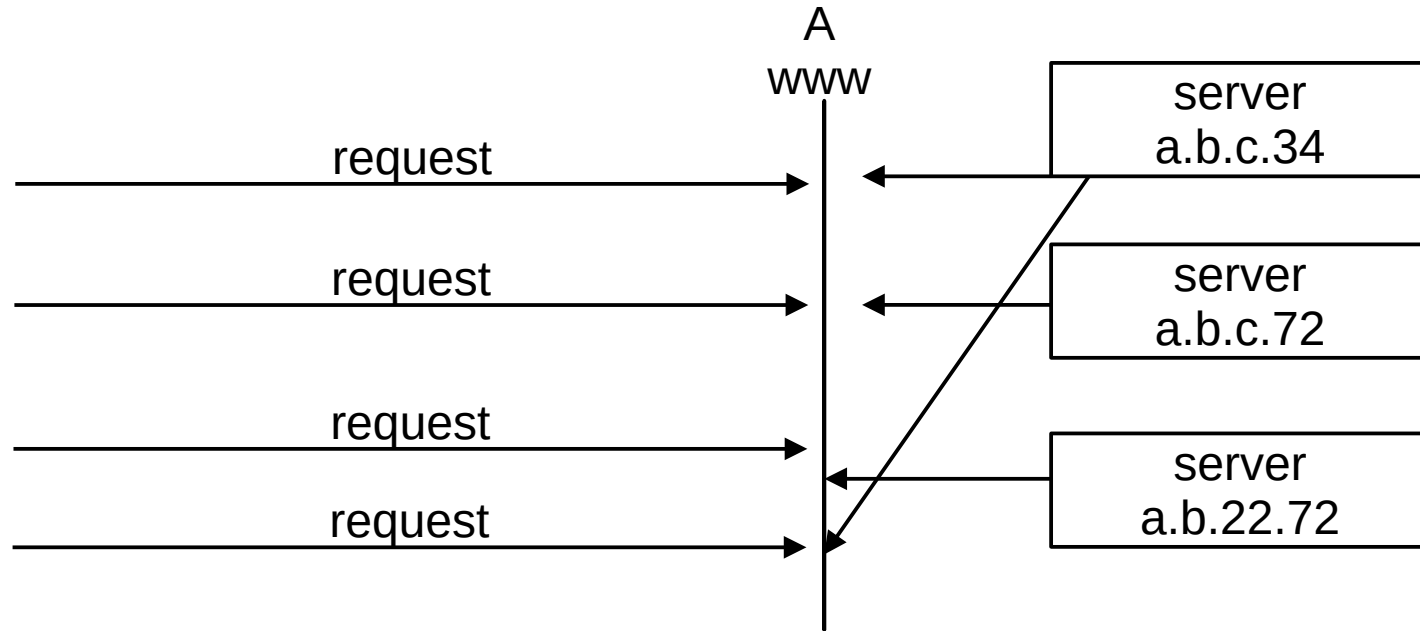 A
www
request
server
a.b.c.34
request
server
a.b.c.72
request
server
a.b.22.72
request